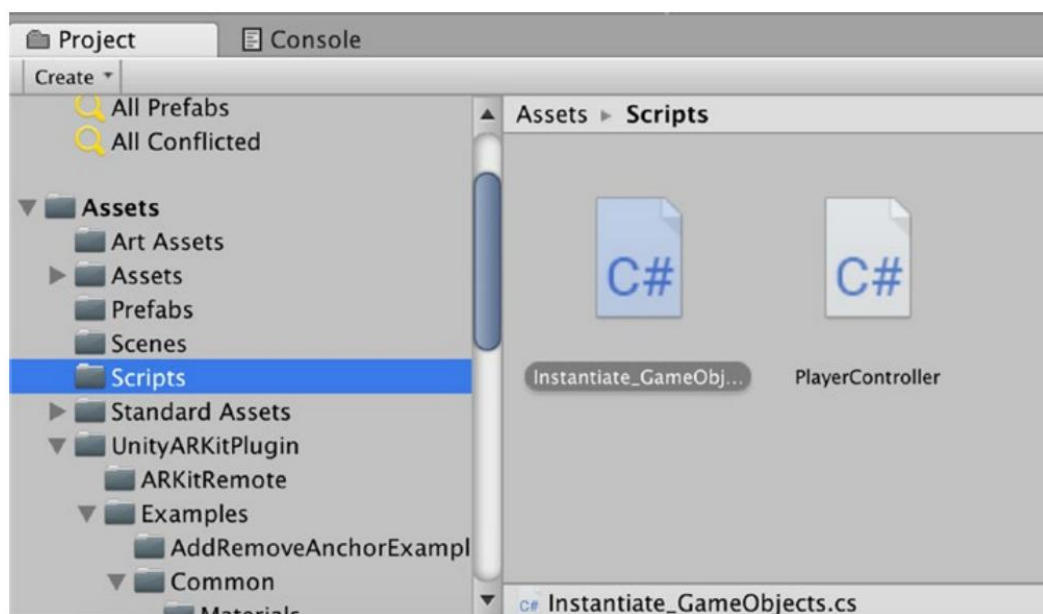 Project
Console
Create
All Prefabs
All Conflicted
Assets
Art Assets
Assets
Prefabs
Scenes
Scripts
Standard Assets
UnityARKitPlugin
ARKitRemote
Examples
AddRemoveAnchorExampl
Common
Materials
Assets Scripts
C#
C#
Instantiate_GameObj...
PlayerController
C# Instantiate_GameObjects.cs